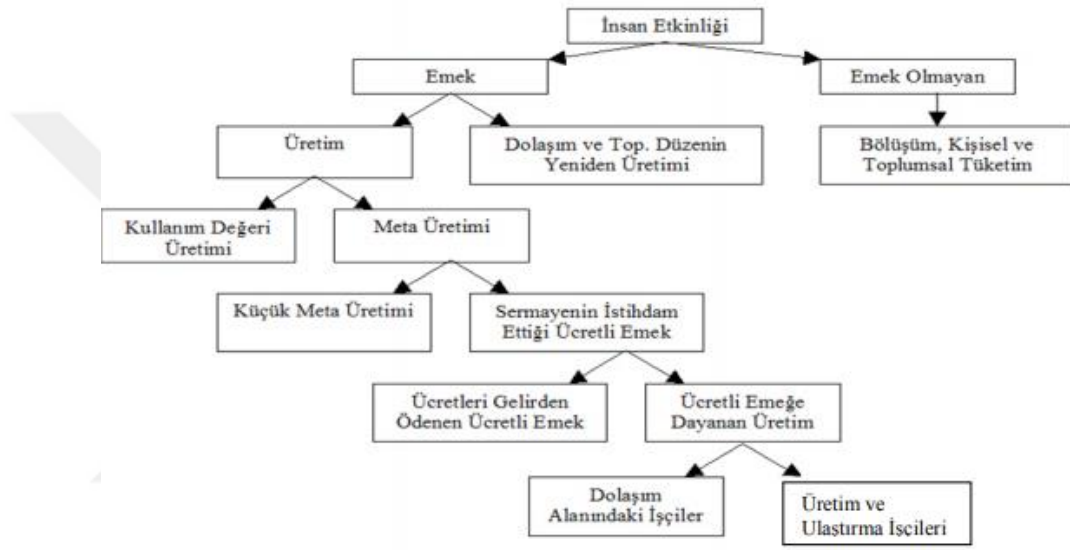 İnsan Etkinliği
Emek
Emek Olmayan
Üretim
Dolaşım ve Top. Düzenin
Yeniden Üretimi
Bölüşüm, Kişisel ve
Toplumsal Tüketim
Kullanım Değeri
Üretimi
Meta Üretimi
Küçük Meta Üretimi
Sermayenin İstihdam
Ettiği Ücretli Emek
Ücretleri Gelirden
Ödenen Ücretli Emek
Ücretli Emeğe
Dayanan Üretim
Dolaşım
Alanındaki İşçiler
Üretim ve
Ulaştırma İşcileri